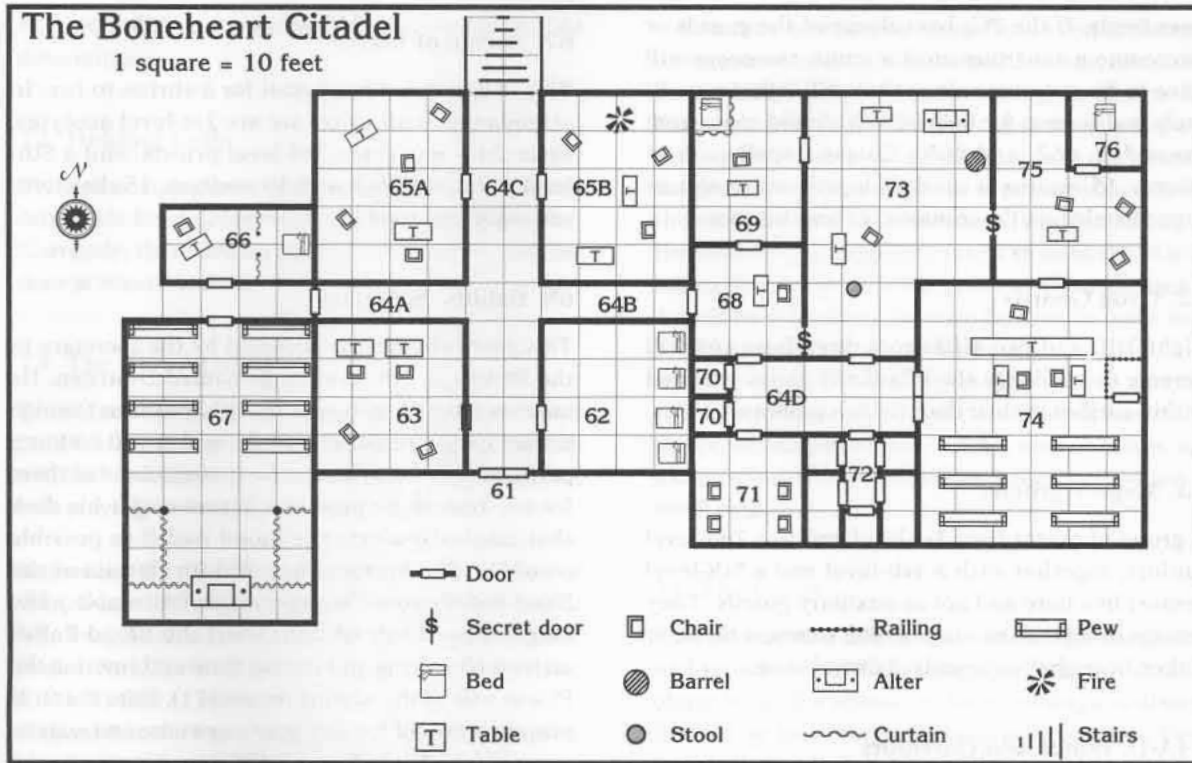 The Boneheart Citadel
1 square = 10 feet
N
76
75
65A
64C
65B
73
69
66
68
64A
64B
70
64D
70
67
63
62
74
72
71
61
Door
Secret door
Chair
Railing
Pew
Bed
Barrel
Alter
Fire
Table
Stool
Curtain
Stairs